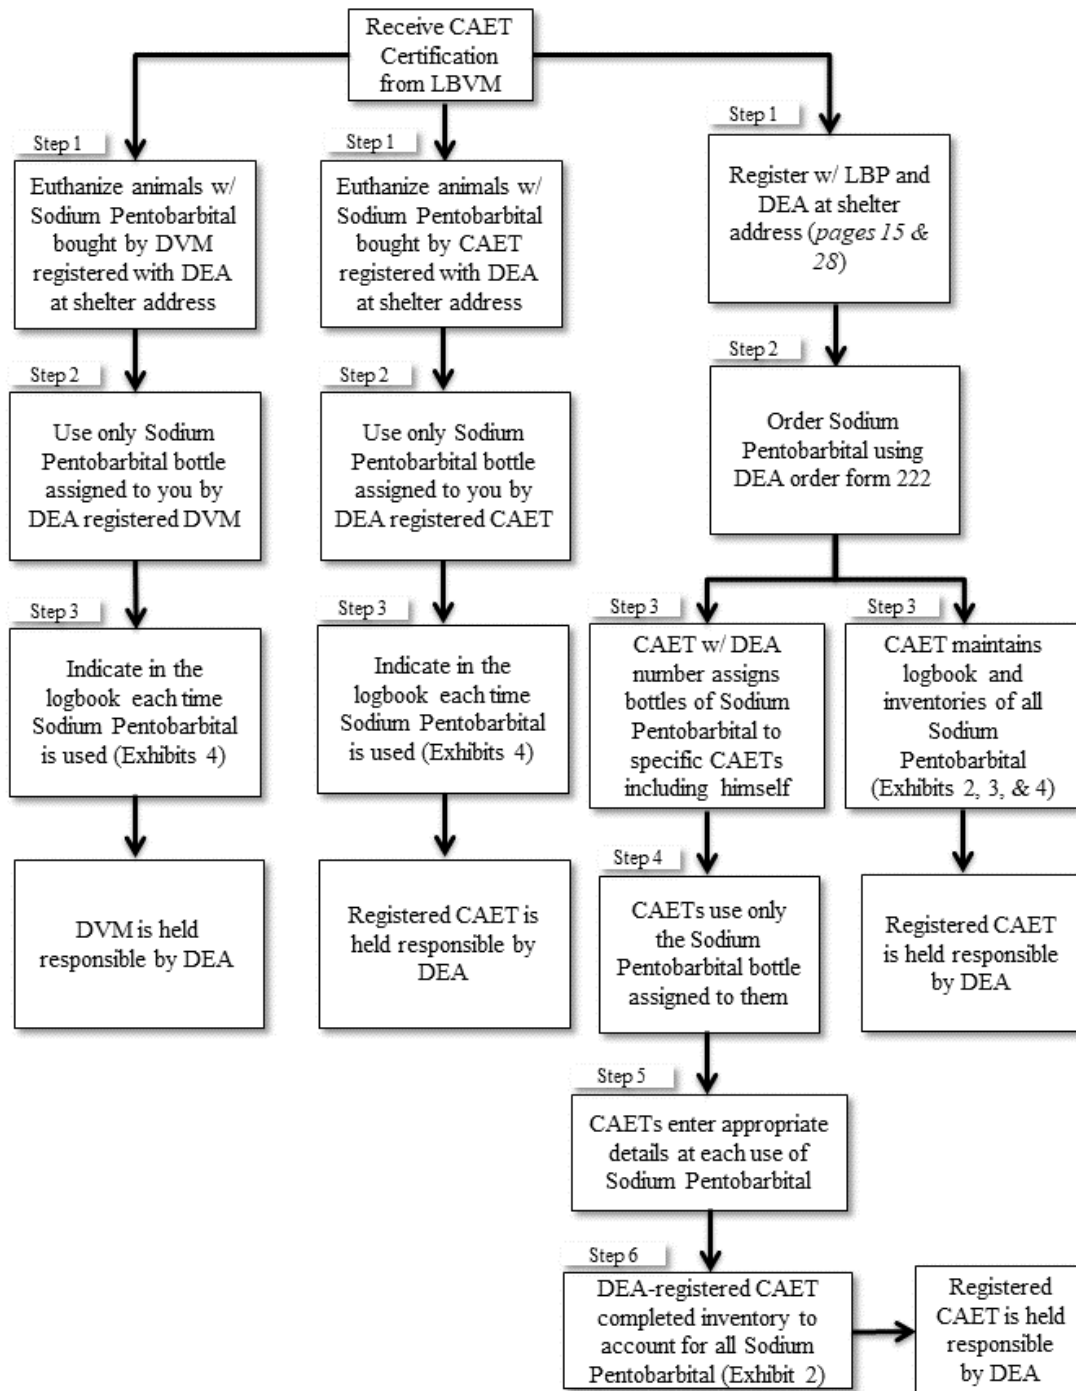 Receive CAET
Certification
from LBVM
Step 1
Euthanize animals w/
Sodium Pentobarbital
bought by DVM
registered with DEA
at shelter address
Step 2
Use only Sodium
Pentobarbital bottle
assigned to you by
DEA registered DVM
Step 3
Indicate in the
logbook each time
Sodium Pentobarbital
is used (Exhibits 4)
DVM is held
responsible by DEA
Step 1
Euthanize animals w/
Sodium Pentobarbital
bought by CAET
registered with DEA
at shelter address
Step 2
Use only Sodium
Pentobarbital bottle
assigned to you by
DEA registered CAET
Step 3
Indicate in the
logbook each time
Sodium Pentobarbital
is used (Exhibits 4)
Registered CAET is
held responsible by
DEA
Step 1
Register w/ LBP and
DEA at shelter
address (pages 15 &
28)
Step 2
Order Sodium
Pentobarbital using
DEA order form 222
Step 3
CAET w/ DEA
number assigns
bottles of Sodium
Pentobarbital to
specific CAETs
including himself
Step 4
CAETs use only
the Sodium
Pentobarbital bottle
assigned to them
Step 5
CAETs enter appropriate
details at each use of
Sodium Pentobarbital
Step 6
DEA-registered CAET
completed inventory to
account for all Sodium
Pentobarbital (Exhibit 2)
Registered
CAET is held
responsible
by DEA
Step 3
CAET maintains
logbook and
inventories of all
Sodium
Pentobarbital
(Exhibits 2, 3, & 4)
Registered CAET
is held responsible
by DEA